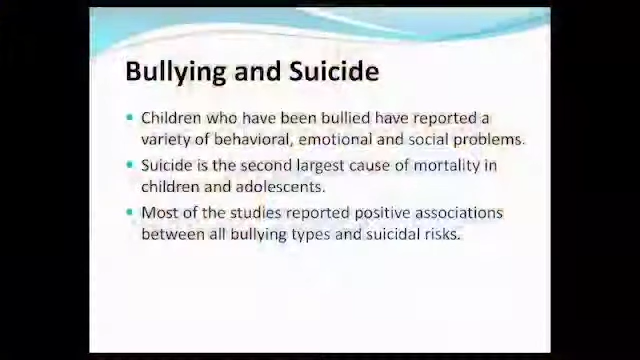 Bullying and Suicide
Children who have been bullied have reported a
variety of behavioral, emotional and social problems.
Suicide is the second largest cause of mortality in
children and adolescents.
Most of the studies reported positive associations
between all bullying types and suicidal risks.